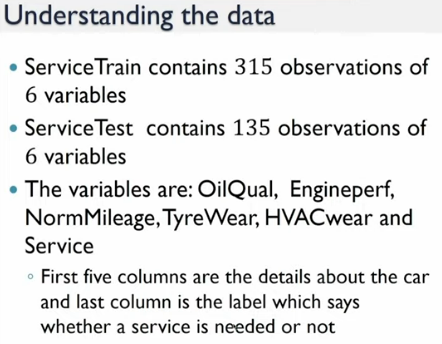 Understanding the data
• ServiceTrain contains 315 observations of
6 variables
• ServiceTest contains 135 observations of
6 variables
• The variables are: OilQual, Engineperf,
NormMileage, TyreWear, HVACwear and
Service
◦ First five columns are the details about the car
and last column is the label which says
whether a service is needed or not